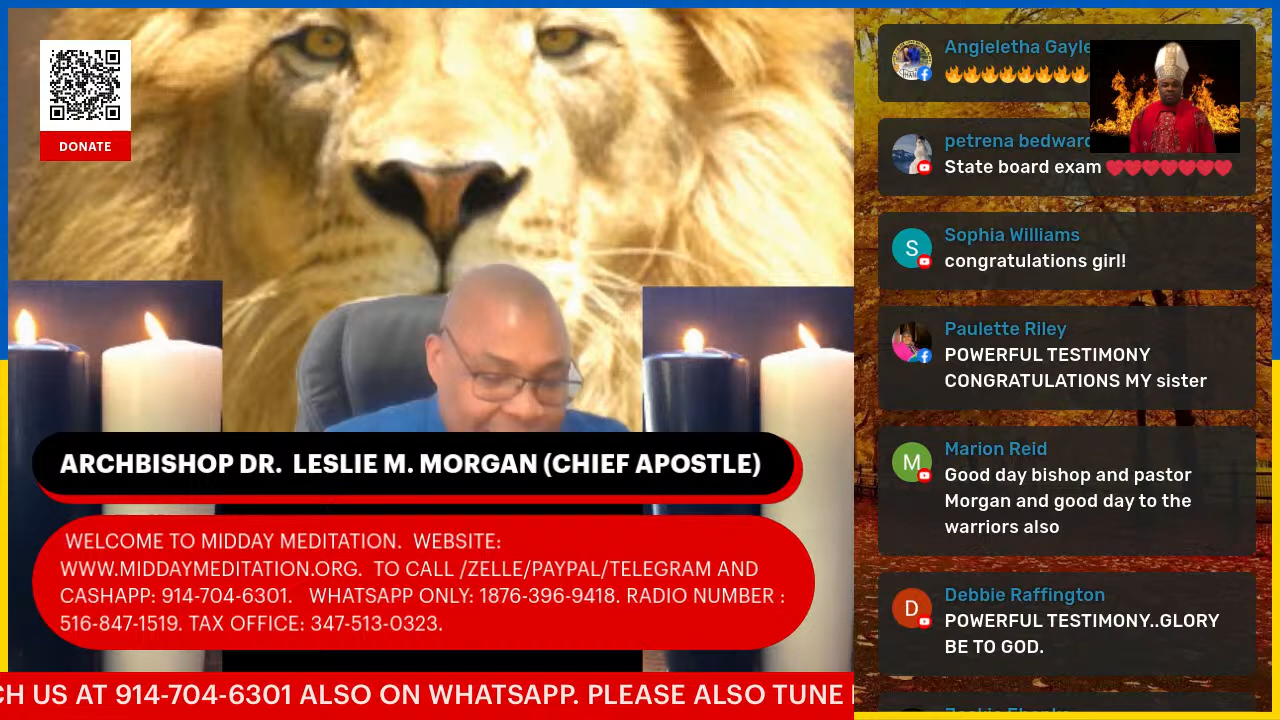 DONATE
ARCHBISHOP DR. LESLIE M. MORGAN (CHIEF APOSTLE)
WELCOME TO MIDDAY MEDITATION. WEBSITE:
WWW.MIDDAYMEDITATION.ORG. TO CALL /ZELLE/PAYPAL/TELEGRAM AND
CASHAPP: 914-704-6301. WHATSAPP ONLY: 1876-396-9418. RADIO NUMBER :
516-847-1519. TAX OFFICE: 347-513-0323.
CH US AT 914-704-6301 ALSO ON WHATSAPP. PLEASE ALSO TUNE
Angieletha Gayle
🔥🔥🔥🔥🔥🔥🔥🔥
petrena bedward
State board exam ❤️❤️❤️❤️❤️❤️❤️
S
Sophia Williams
congratulations girl!
Paulette Riley
POWERFUL TESTIMONY
CONGRATULATIONS MY sister
M
Marion Reid
Good day bishop and pastor
Morgan and good day to the
warriors also
D
Debbie Raffington
POWERFUL TESTIMONY..GLORY
BE TO GOD.